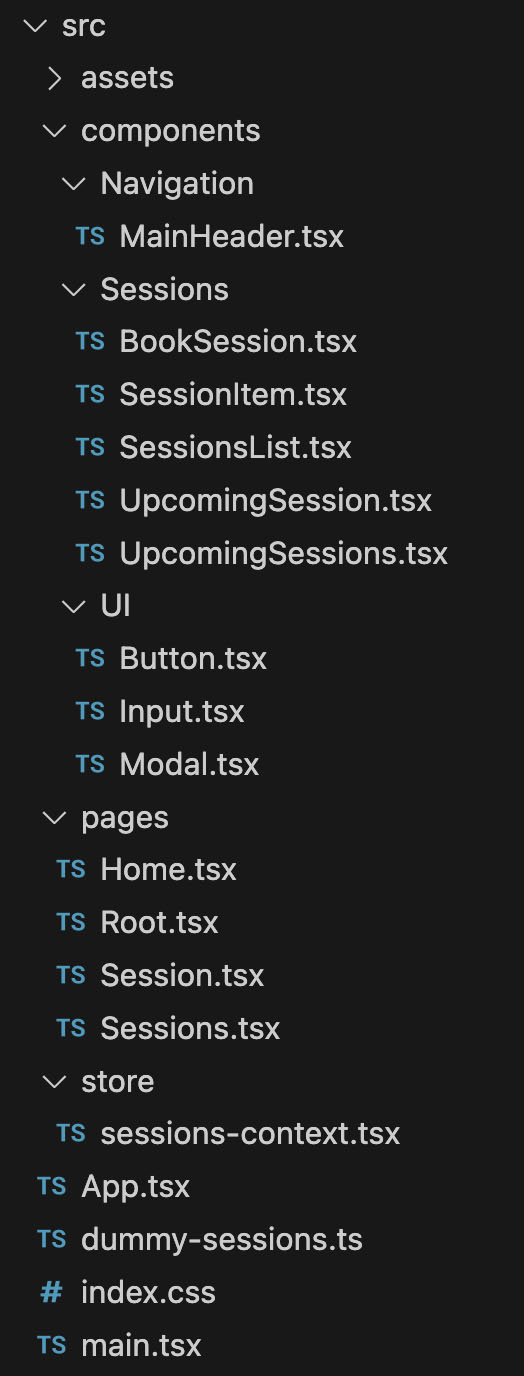 src
assets
components
Navigation
TS MainHeader.tsx
Sessions
TS BookSession.tsx
TS SessionItem.tsx
TS SessionsList.tsx
TS UpcomingSession.tsx
TS UpcomingSessions.tsx
UI
TS Button.tsx
TS Input.tsx
TS Modal.tsx
pages
TS Home.tsx
TS Root.tsx
TS Session.tsx
TS Sessions.tsx
store
TS sessions-context.tsx
TS App.tsx
TS dummy-sessions.ts
# index.css
TS main.tsx